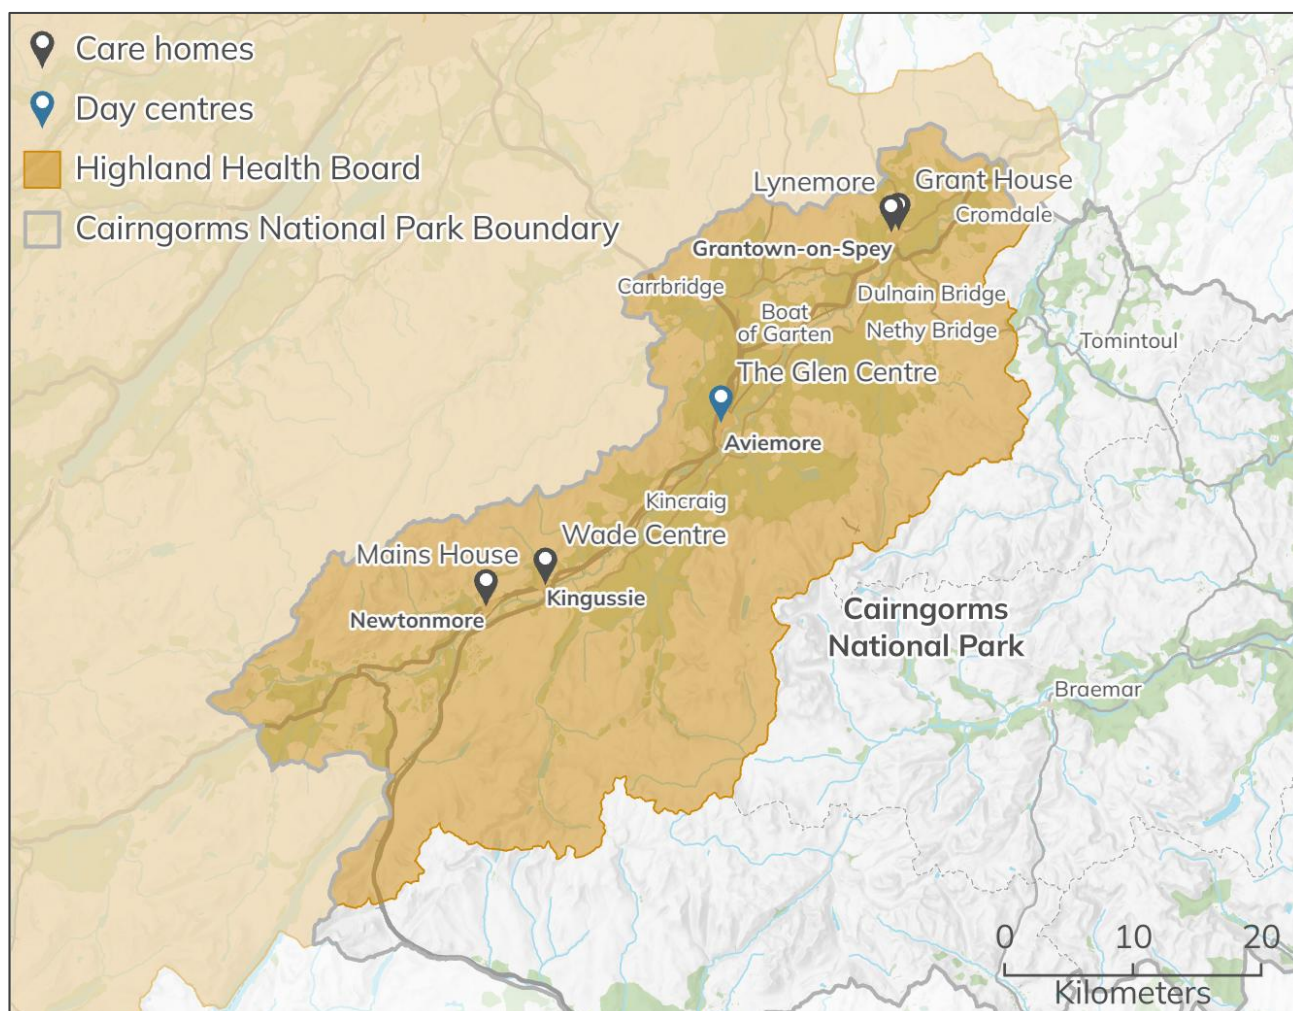 Care homes
Day centres
Highland Health Board
Cairngorms National Park Boundary
Lynemore
Grant House
Cromdale
Grantown-on-Spey
Carrbridge
Dulnain Bridge
Boat
of Garten
Nethy Bridge
Tomintoul
The Glen Centre
Aviemore
Kincraig
Wade Centre
Mains House
Kingussie
Newtonmore
Cairngorms
National Park
Braemar
0 10 20
Kilometers